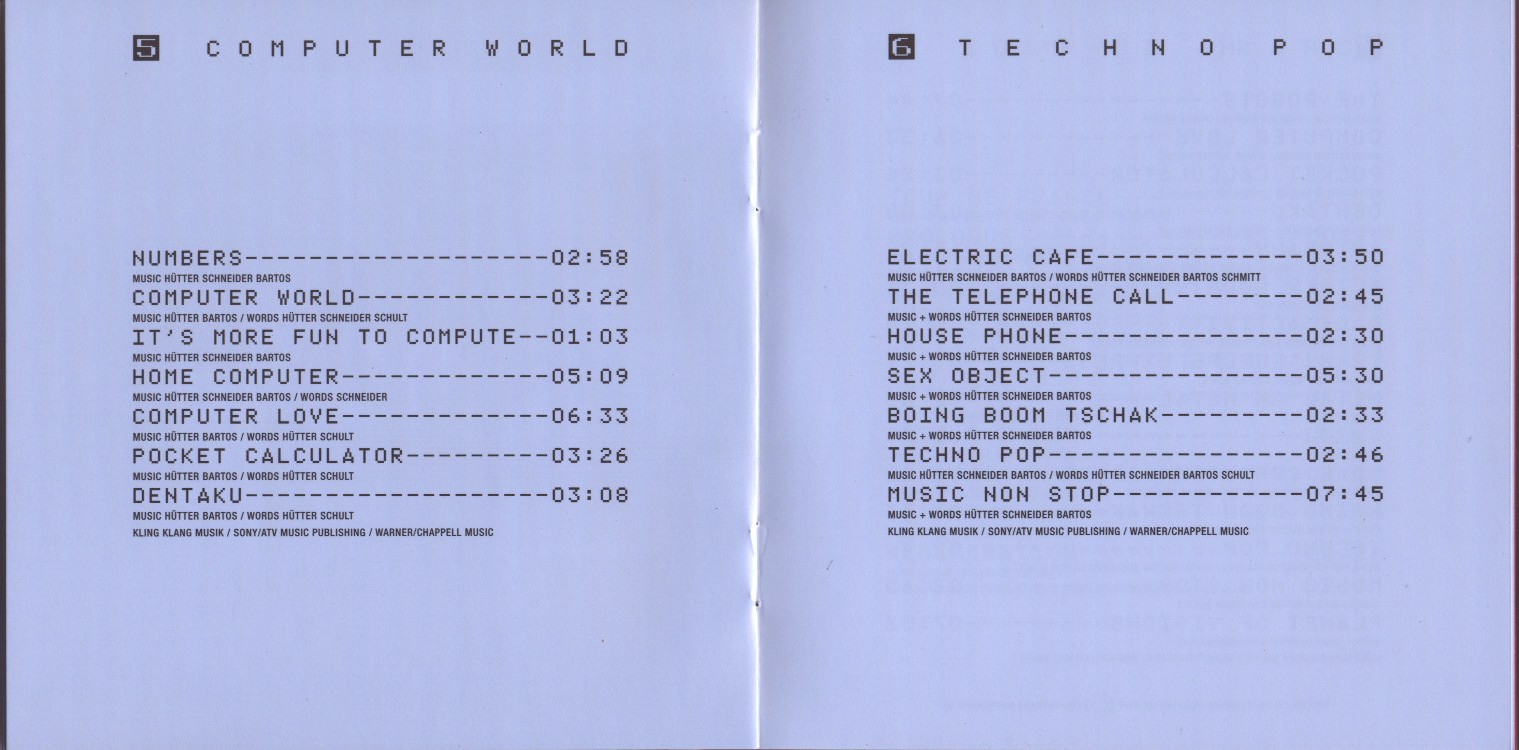 5 COMPUTER WORLD
NUMBERS-------------------02:58
MUSIC HÜTTER SCHNEIDER BARTOS
COMPUTER WORLD------------03:22
MUSIC HÜTTER BARTOS / WORDS HÜTTER SCHNEIDER SCHULT
IT'S MORE FUN TO COMPUTE--01:03
MUSIC HÜTTER SCHNEIDER BARTOS
HOME COMPUTER-------------05:09
MUSIC HÜTTER SCHNEIDER BARTOS / WORDS SCHNEIDER
COMPUTER LOVE-------------06:33
MUSIC HÜTTER BARTOS / WORDS HÜTTER SCHULT
POCKET CALCULATOR---------03:26
MUSIC HÜTTER BARTOS / WORDS HÜTTER SCHULT
DENTAKU-------------------03:08
MUSIC HÜTTER BARTOS / WORDS HÜTTER SCHULT
KLING KLANG MUSIK / SONY/ATV MUSIC PUBLISHING / WARNER/CHAPPELL MUSIC
6 TECHNO POP
ELECTRIC CAFE-------------03:50
MUSIC HÜTTER SCHNEIDER BARTOS / WORDS HÜTTER SCHNEIDER BARTOS SCHMITT
THE TELEPHONE CALL--------02:45
MUSIC + WORDS HÜTTER SCHNEIDER BARTOS
HOUSE PHONE---------------02:30
MUSIC + WORDS HÜTTER SCHNEIDER BARTOS
SEX OBJECT----------------05:30
MUSIC + WORDS HÜTTER SCHNEIDER BARTOS
BOING BOOM TSCHAK---------02:33
MUSIC + WORDS HÜTTER SCHNEIDER BARTOS
TECHNO POP----------------02:46
MUSIC HÜTTER SCHNEIDER BARTOS / WORDS HÜTTER SCHNEIDER BARTOS SCHULT
MUSIC NON STOP------------07:45
MUSIC + WORDS HÜTTER SCHNEIDER BARTOS
KLING KLANG MUSIK / SONY/ATV MUSIC PUBLISHING / WARNER/CHAPPELL MUSIC